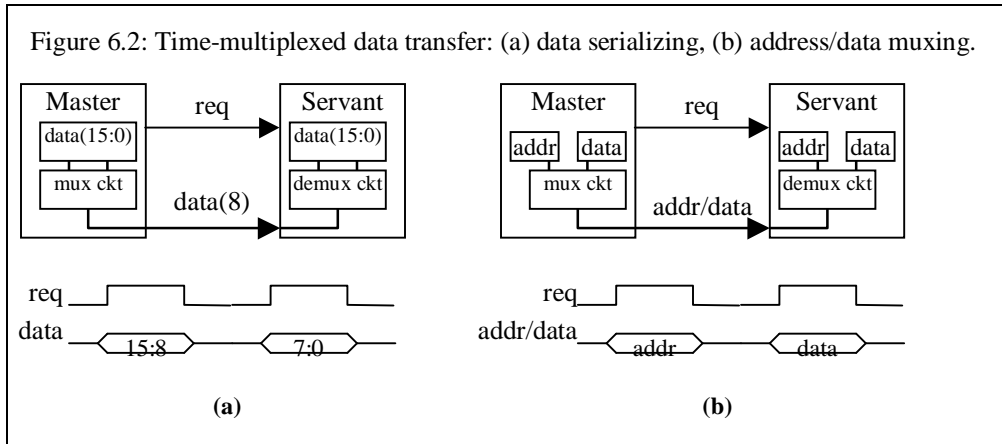 Figure 6.2: Time-multiplexed data transfer: (a) data serializing, (b) address/data muxing.
Master
req
Servant
data(15:0)
data(15:0)
mux ckt
demux ckt
data(8)
req
data
15:8
7:0
(a)
Master
req
Servant
addr
data
addr
data
mux ckt
demux ckt
addr/data
req
addr/data
addr
data
(b)